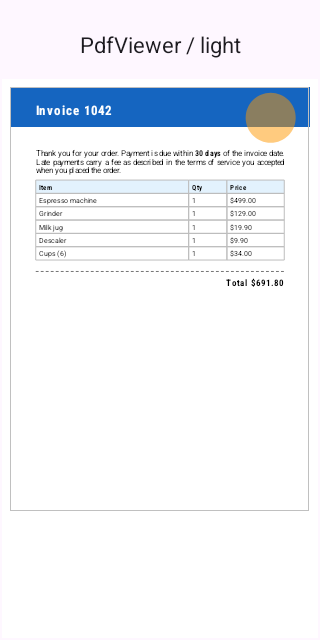 PdfViewer / light
Invoice 1042
Thank you for your order. Payment is due within 30 days of the invoice date.
Late payments carry a fee as described in the terms of service you accepted
when you placed the order.
Item Qty Price
Espresso machine 1 $499.00
Grinder 1 $129.00
Milk jug 1 $19.90
Descaler 1 $9.90
Cups (6) 1 $34.00
Total $691.80